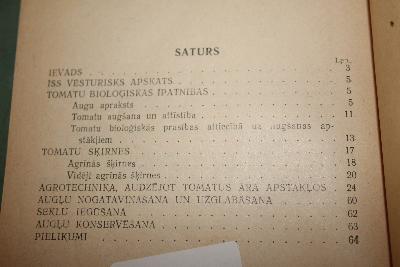 SATURS
Lpp.
IEVADS . . . 3
ĪSS VĒSTURISKS APSKATS . . . 5
TOMĀTU BIOLOĢISKĀS ĪPATNĪBAS . . . 5
Augu apraksts . . . 5
Tomātu augšana un attīstība . . . 11
Tomātu bioloģiskās prasības attiecībā uz augšanas ap-
stākļiem . . . 13
TOMĀTU ŠĶIRNES . . . 17
Agrīnās šķirnes . . . 18
Vidēji agrīnās šķirnes . . . 20
AGROTECHNIKA, AUDZĒJOT TOMĀTUS ĀRA APSTĀKĻOS . 24
AUGĻU NOGATAVINĀŠANA UN UZGLABĀŠANA . . . 60
SĒKLU IEGŪŠANA . . . 62
AUGĻU KONSERVĒŠANA . . . 63
PIELIKUMI . . . 64